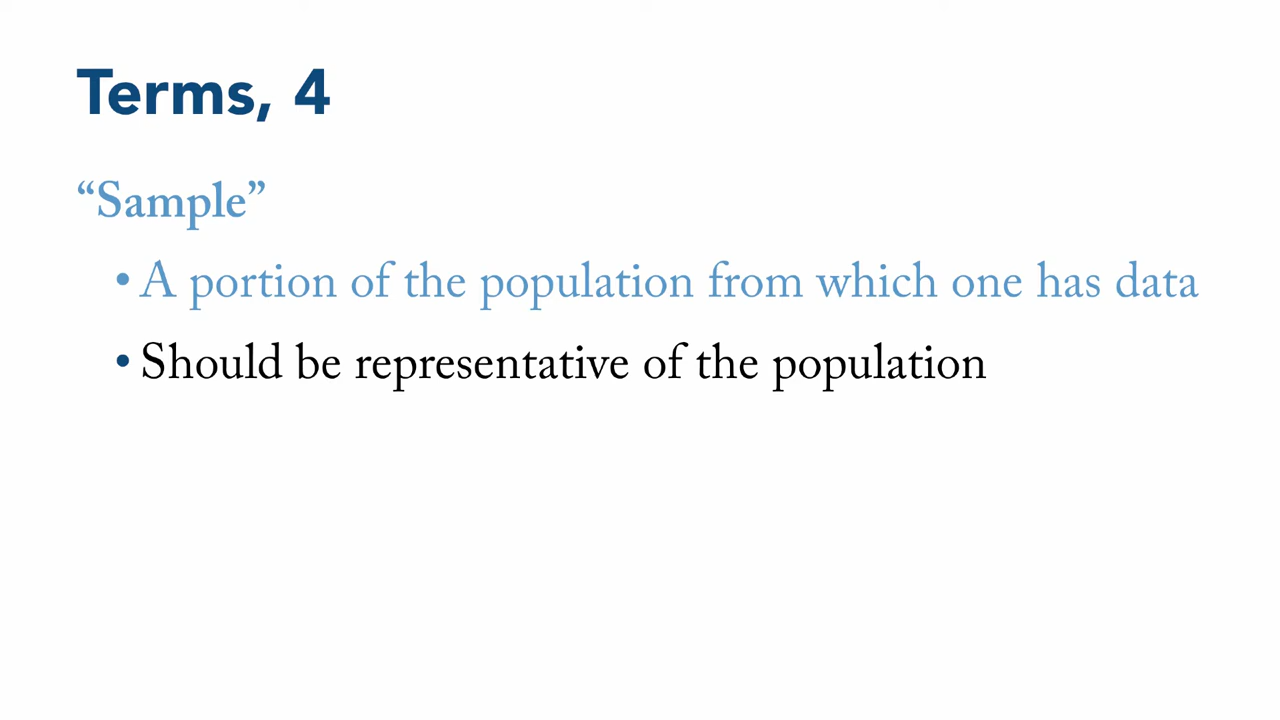 Terms, 4
“Sample”
•A portion of the population from which one has data
•Should be representative of the population